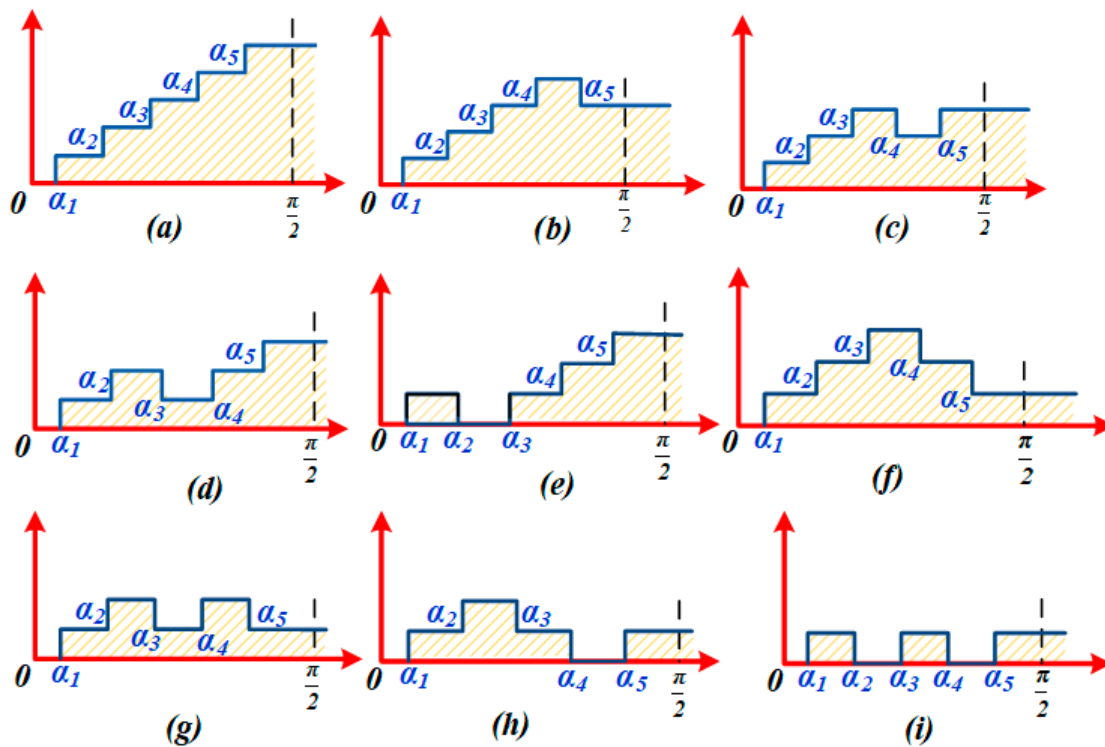 α5
α4
α3
α2
0 α1 π/2
(a)
α4 α5
α3
α2
0 α1 π/2
(b)
α3
α2 α4 α5
0 α1 π/2
(c)
α2 α5
α3 α4
0 α1 π/2
(d)
α5
α4
0 α1 α2 α3 π/2
(e)
α3
α2 α4
α5
0 α1 π/2
(f)
α2 α5
α3 α4
0 α1 π/2
(g)
α2 α3
0 α1 α4 α5 π/2
(h)
0 α1 α2 α3 α4 α5 π/2
(i)